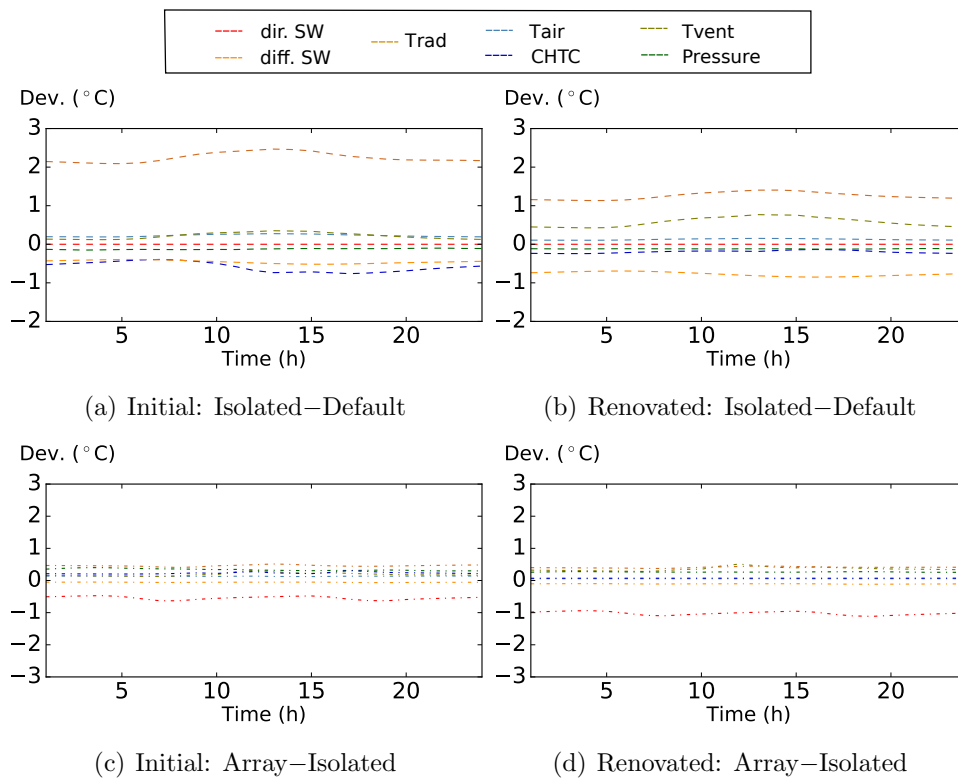 dir. SW Trad Tair Tvent
diff. SW CHTC Pressure
Dev. (°C) Dev. (°C)
3 3
2 2
1 1
0 0
−1 −1
−2 −2
5 10 15 20 5 10 15 20
Time (h) Time (h)
(a) Initial: Isolated−Default (b) Renovated: Isolated−Default
Dev. (°C) Dev. (°C)
3 3
2 2
1 1
0 0
−1 −1
−2 −2
−3 −3
5 10 15 20 5 10 15 20
Time (h) Time (h)
(c) Initial: Array−Isolated (d) Renovated: Array−Isolated